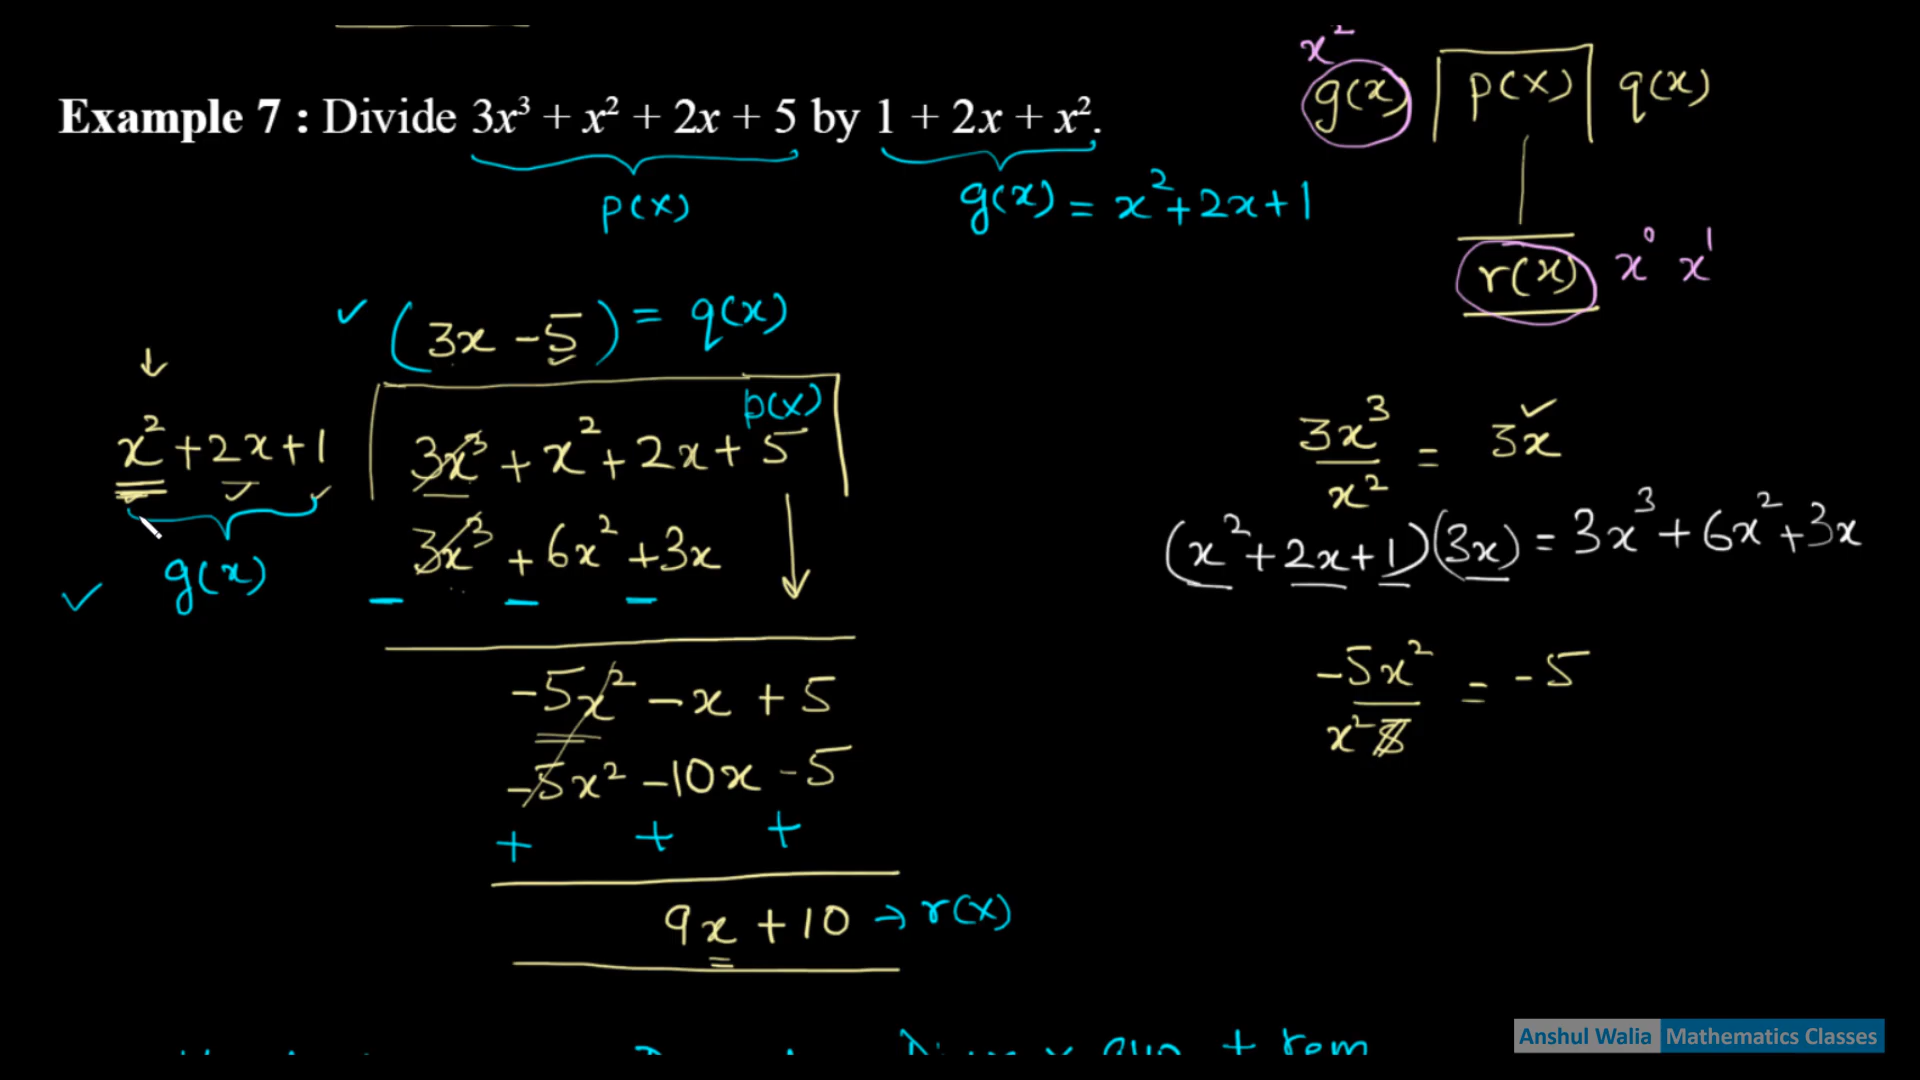 Example 7 : Divide 3x³ + x² + 2x + 5 by 1 + 2x + x².
p(x)
g(x) = x² + 2x + 1
x²
g(x) p(x) q(x)
r(x) x⁰ x¹
(3x - 5) = q(x)
p(x)
x² + 2x + 1 3x³ + x² + 2x + 5
g(x)
3x³ + 6x² + 3x
- - -
-5x² - x + 5
-5x² - 10x - 5
+ + +
9x + 10 → r(x)
3x³/x² = 3x
(x² + 2x + 1)(3x) = 3x³ + 6x² + 3x
-5x²/x² = -5
+ rem
Anshul Walia Mathematics Classes